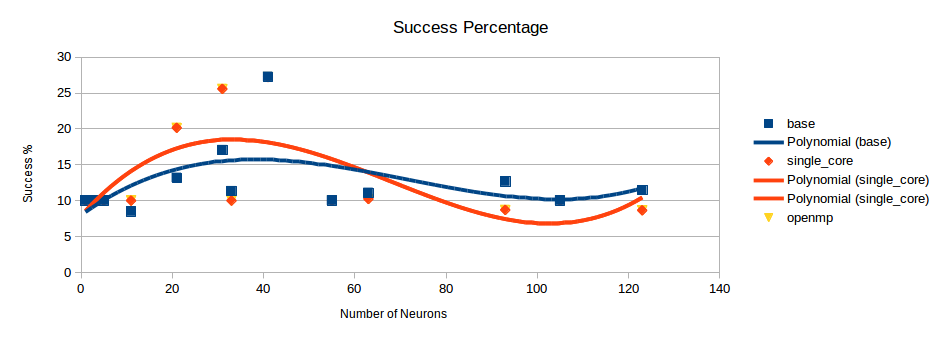 Success Percentage
30
25
20
15
10
5
0
Success %
0 20 40 60 80 100 120 140
Number of Neurons
base
Polynomial (base)
single_core
Polynomial (single_core)
Polynomial (single_core)
openmp